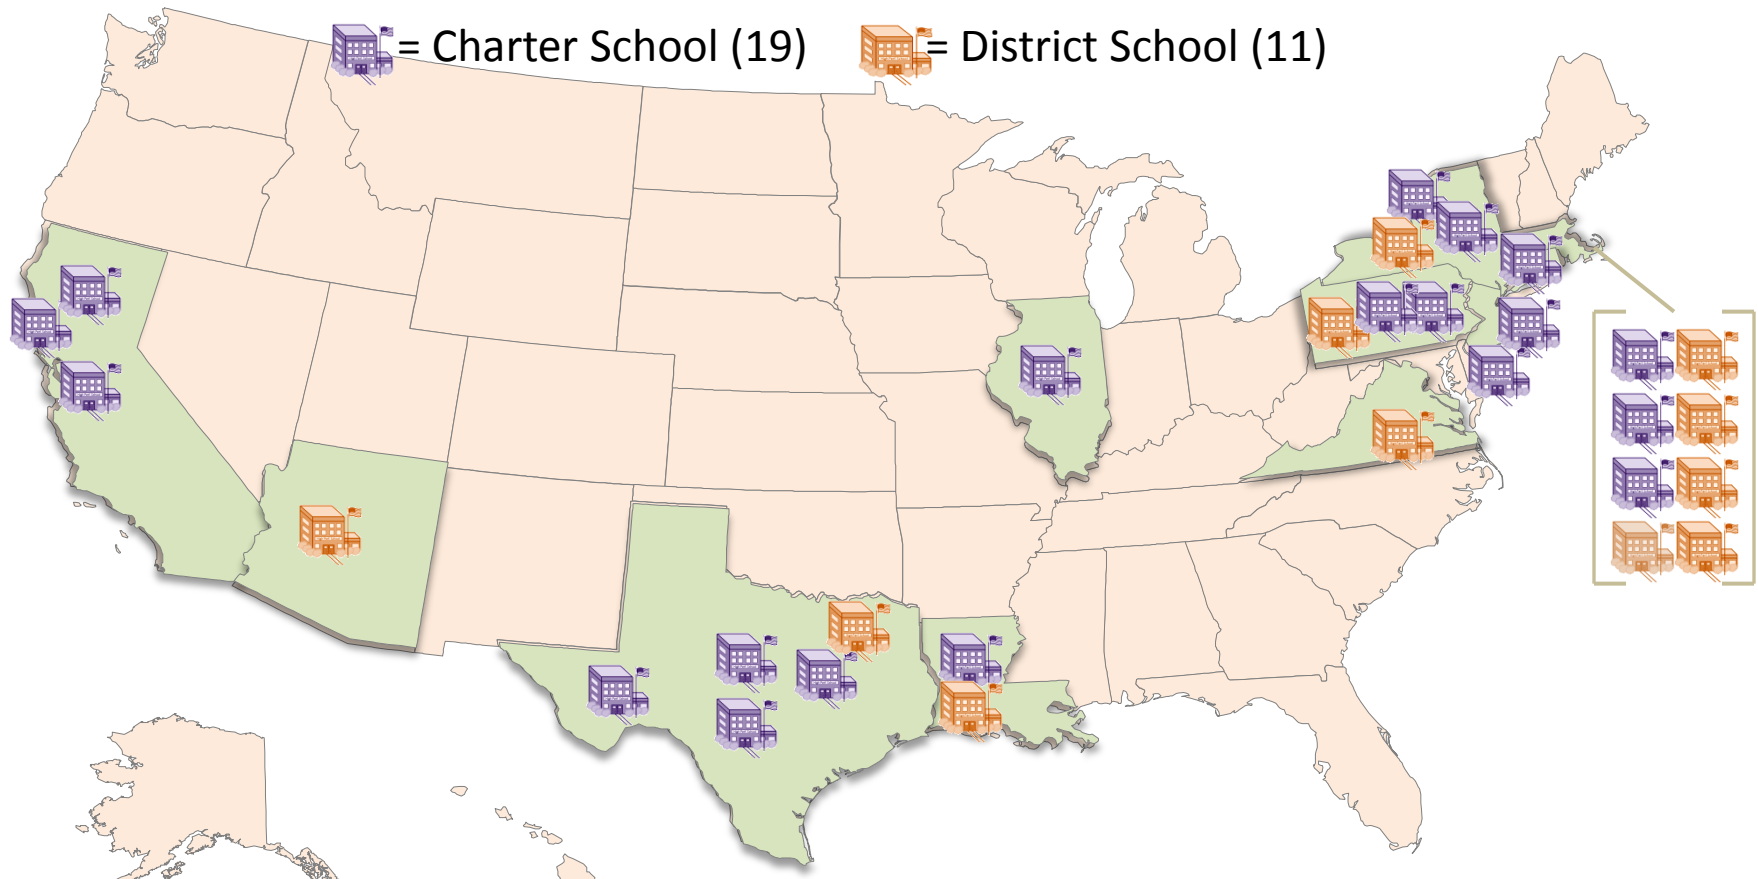 = Charter School (19) = District School (11)